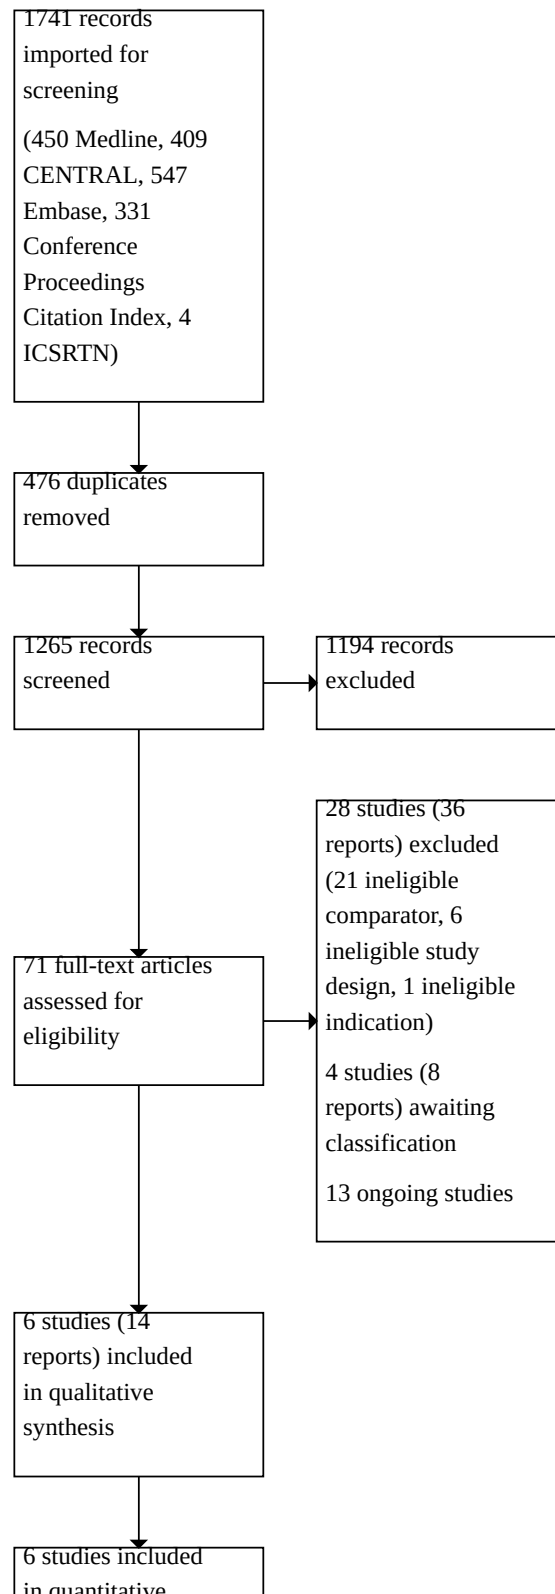 1741 records
imported for
screening
(450 Medline, 409
CENTRAL, 547
Embase, 331
Conference
Proceedings
Citation Index, 4
ICSRTN)
476 duplicates
removed
1265 records
screened
1194 records
excluded
71 full-text articles
assessed for
eligibility
28 studies (36
reports) excluded
(21 ineligible
comparator, 6
ineligible study
design, 1 ineligible
indication)
4 studies (8
reports) awaiting
classification
13 ongoing studies
6 studies (14
reports) included
in qualitative
synthesis
6 studies included
in quantitative